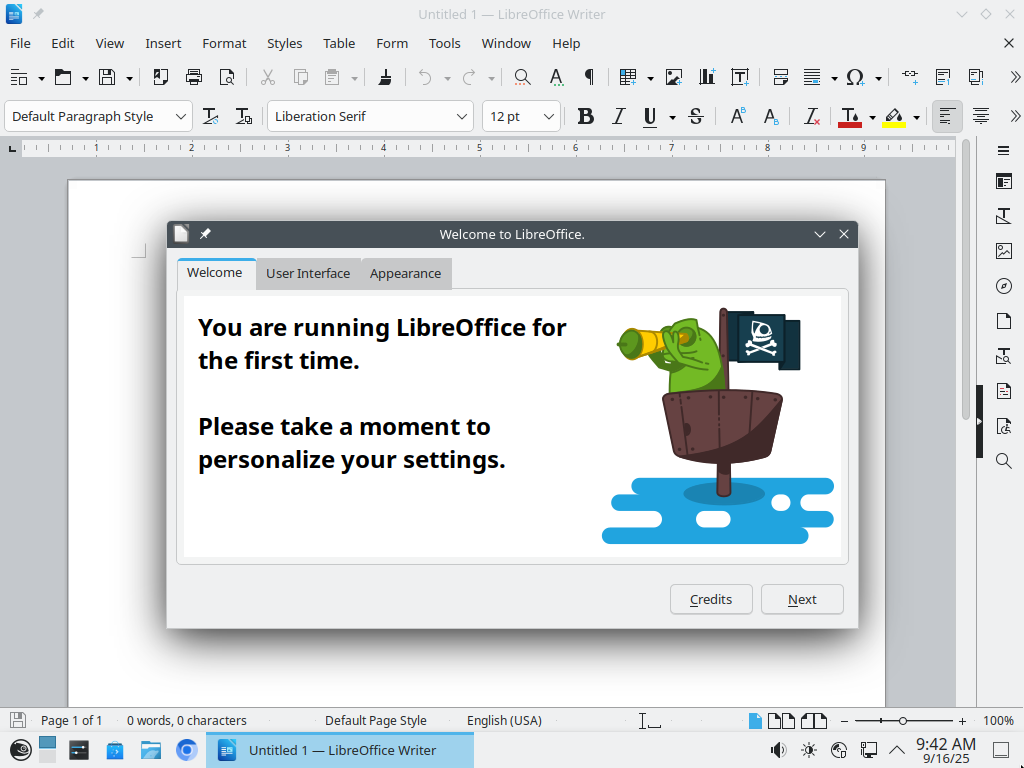 Untitled 1 — LibreOffice Writer
File Edit View Insert Format Styles Table Form Tools Window Help
Default Paragraph Style Liberation Serif 12 pt
1 2 3 4 5 6 7 8 9
Welcome to LibreOffice.
Welcome User Interface Appearance
You are running LibreOffice for
the first time.
Please take a moment to
personalize your settings.
Credits Next
Page 1 of 1 0 words, 0 characters Default Page Style English (USA) 100%
Untitled 1 — LibreOffice Writer 9:42 AM
9/16/25